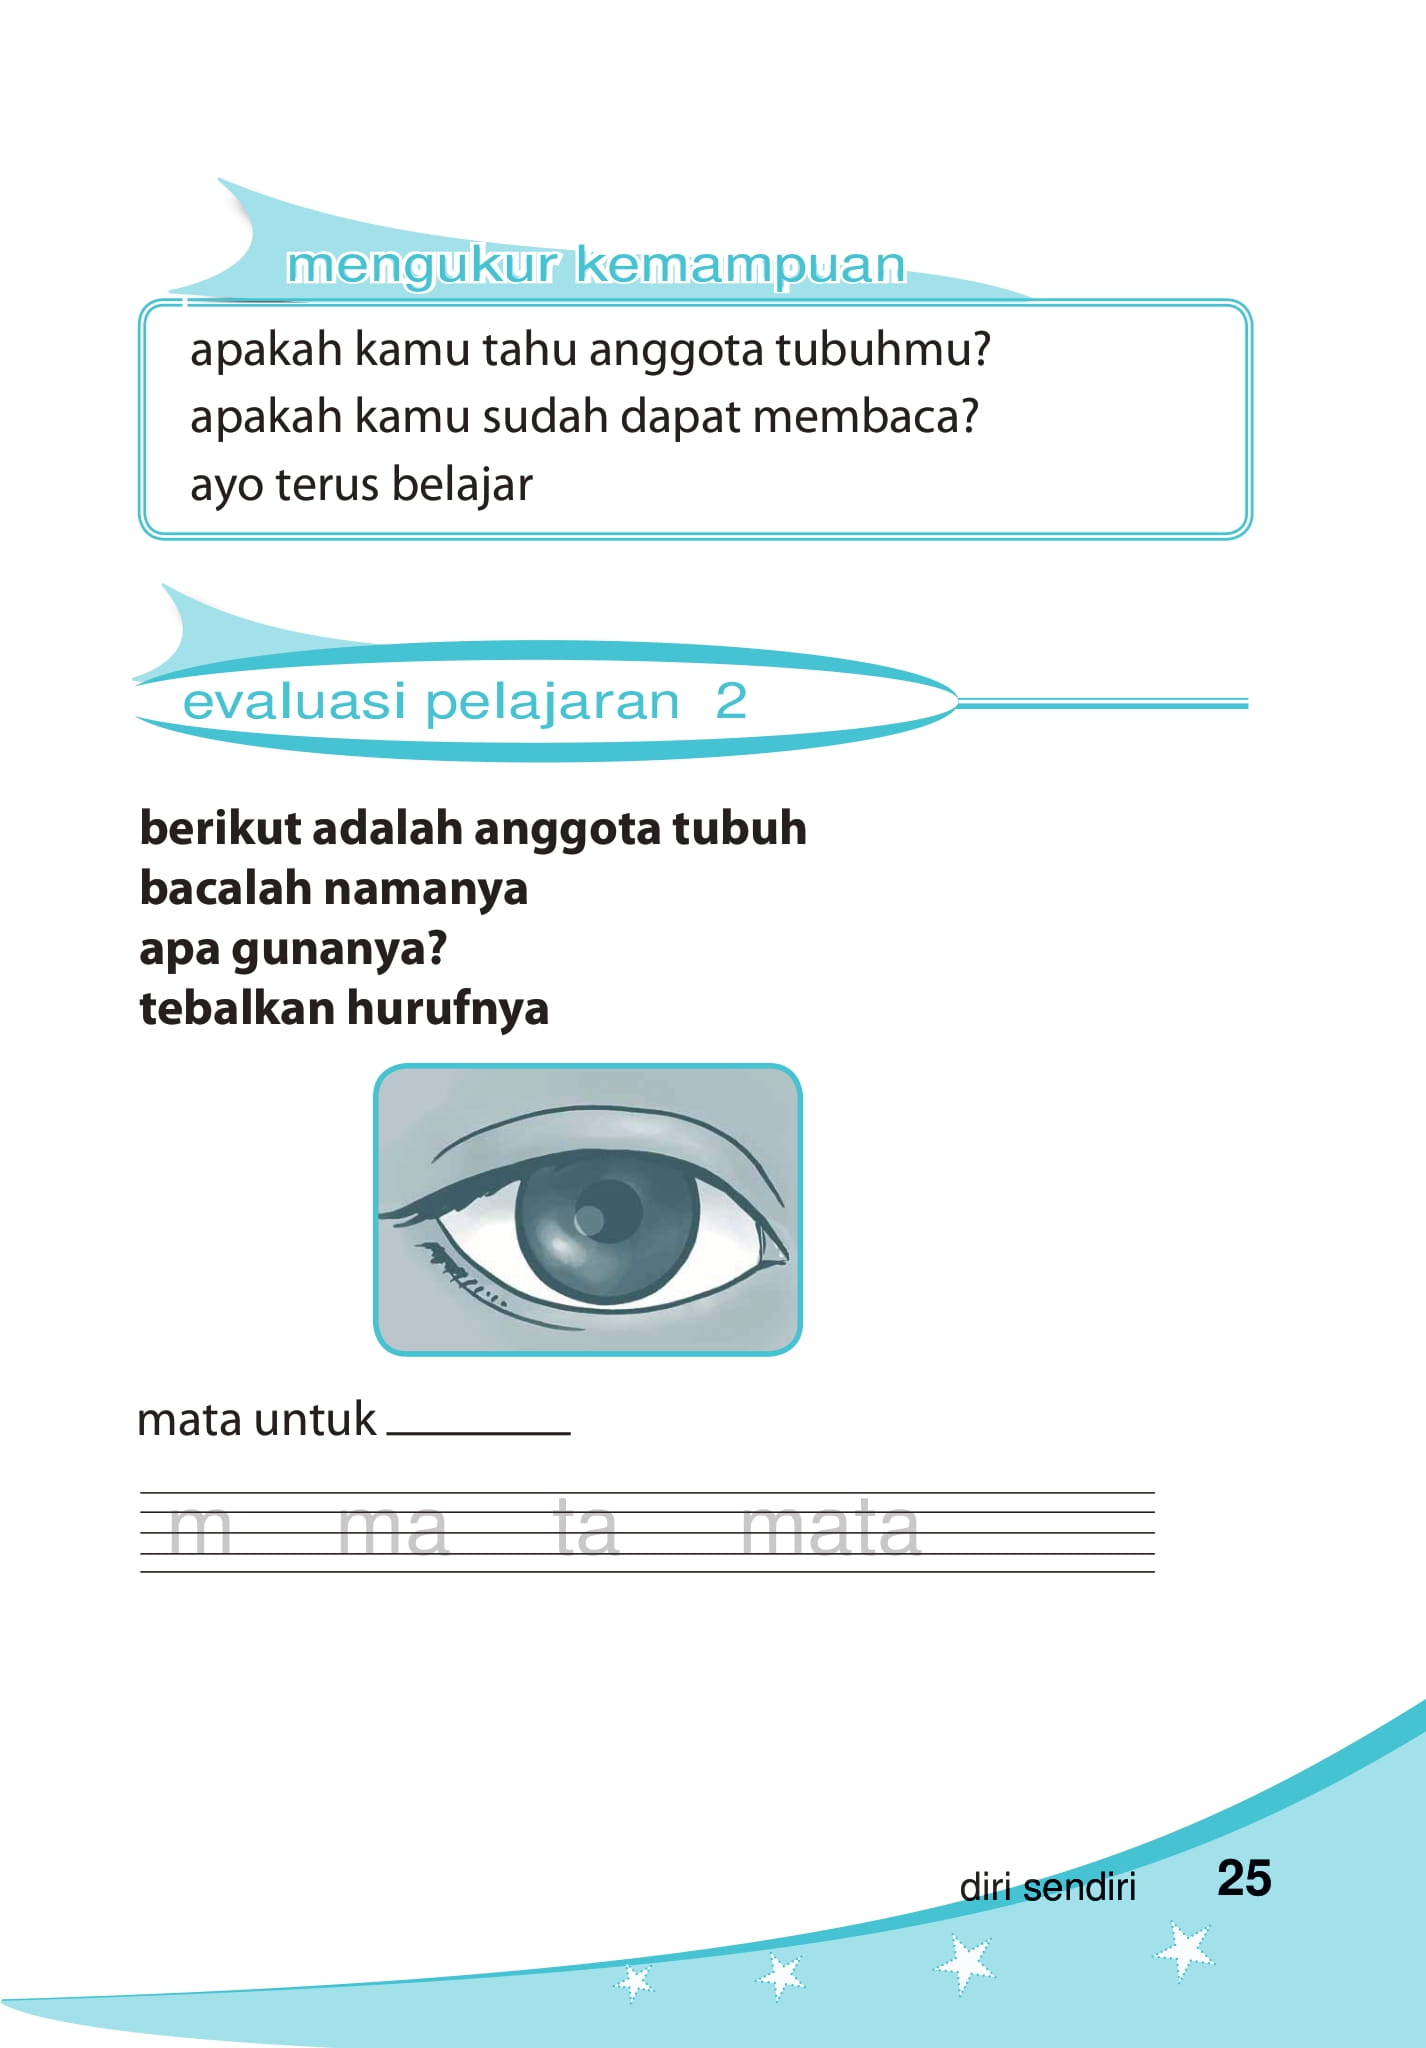 mengukur kemampuan
apakah kamu tahu anggota tubuhmu?
apakah kamu sudah dapat membaca?
ayo terus belajar
evaluasi pelajaran 2
berikut adalah anggota tubuh
bacalah namanya
apa gunanya?
tebalkan hurufnya
mata untuk ________
m ma ta mata
diri sendiri 25